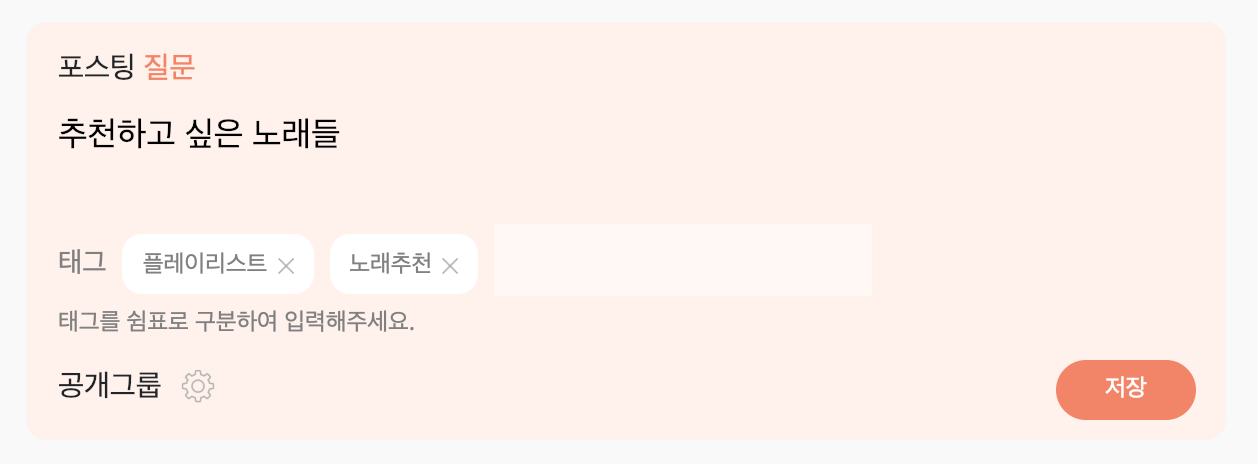 포스팅 질문
추천하고 싶은 노래들
태그 플레이리스트 노래추천
태그를 쉼표로 구분하여 입력해주세요.
공개그룹
저장